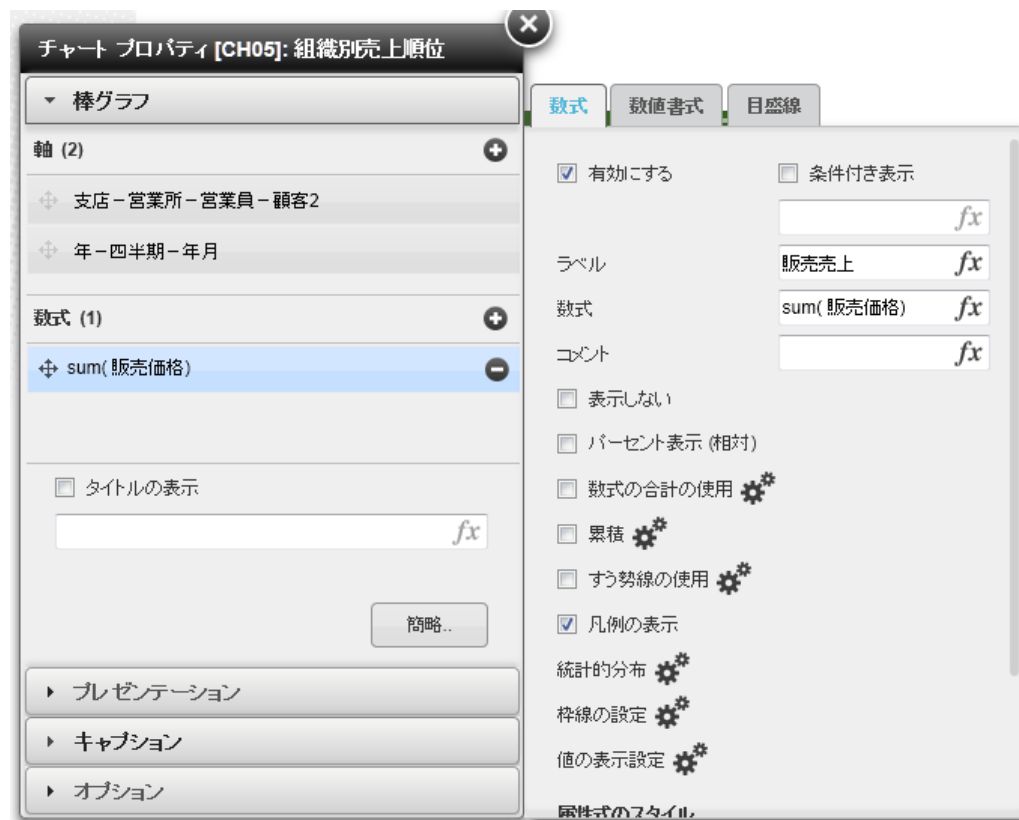 チャート プロパティ [CH05]: 組織別売上順位
棒グラフ
軸 (2)
支店－営業所－営業員－顧客2
年－四半期－年月
数式 (1)
sum( 販売価格)
タイトルの表示
fx
簡略..
プレゼンテーション
キャプション
オプション
数式 数値書式 目盛線
有効にする 条件付き表示
fx
ラベル 販売売上 fx
数式 sum( 販売価格) fx
コメント fx
表示しない
パーセント表示 (相対)
数式の合計の使用
累積
すう勢線の使用
凡例の表示
統計的分布
枠線の設定
値の表示設定
属性式のスタイル